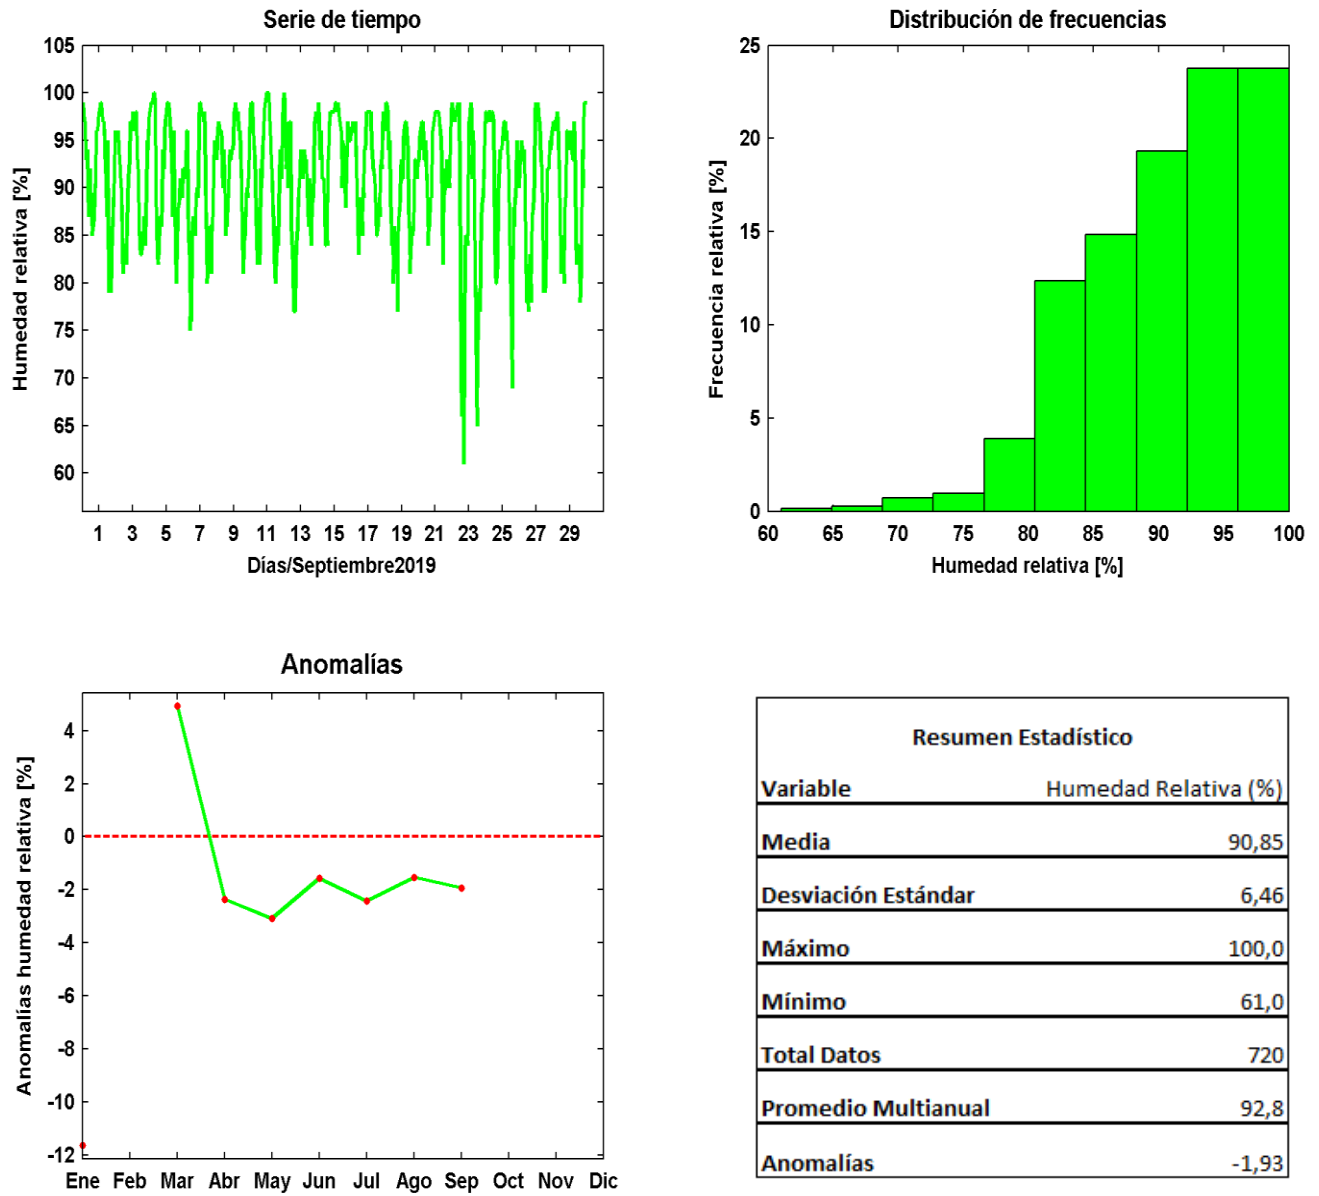 Serie de tiempo
105
100
95
90
85
80
75
70
65
60
Humedad relativa [%]
1 3 5 7 9 11 13 15 17 19 21 23 25 27 29
Días/Septiembre2019
Distribución de frecuencias
25
20
15
10
5
0
Frecuencia relativa [%]
60 65 70 75 80 85 90 95 100
Humedad relativa [%]
Anomalías
4
2
0
-2
-4
-6
-8
-10
-12
Anomalías humedad relativa [%]
Ene Feb Mar Abr May Jun Jul Ago Sep Oct Nov Dic
Resumen Estadístico
Variable Humedad Relativa (%)
Media 90,85
Desviación Estándar 6,46
Máximo 100,0
Mínimo 61,0
Total Datos 720
Promedio Multianual 92,8
Anomalías -1,93